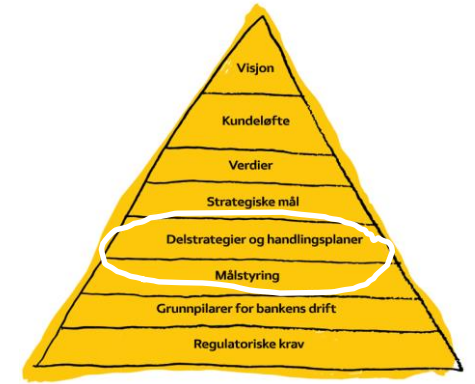 Visjon
Kundeløfte
Verdier
Strategiske mål
Delstrategier og handlingsplaner
Målstyring
Grunnpilarer for bankens drift
Regulatoriske krav